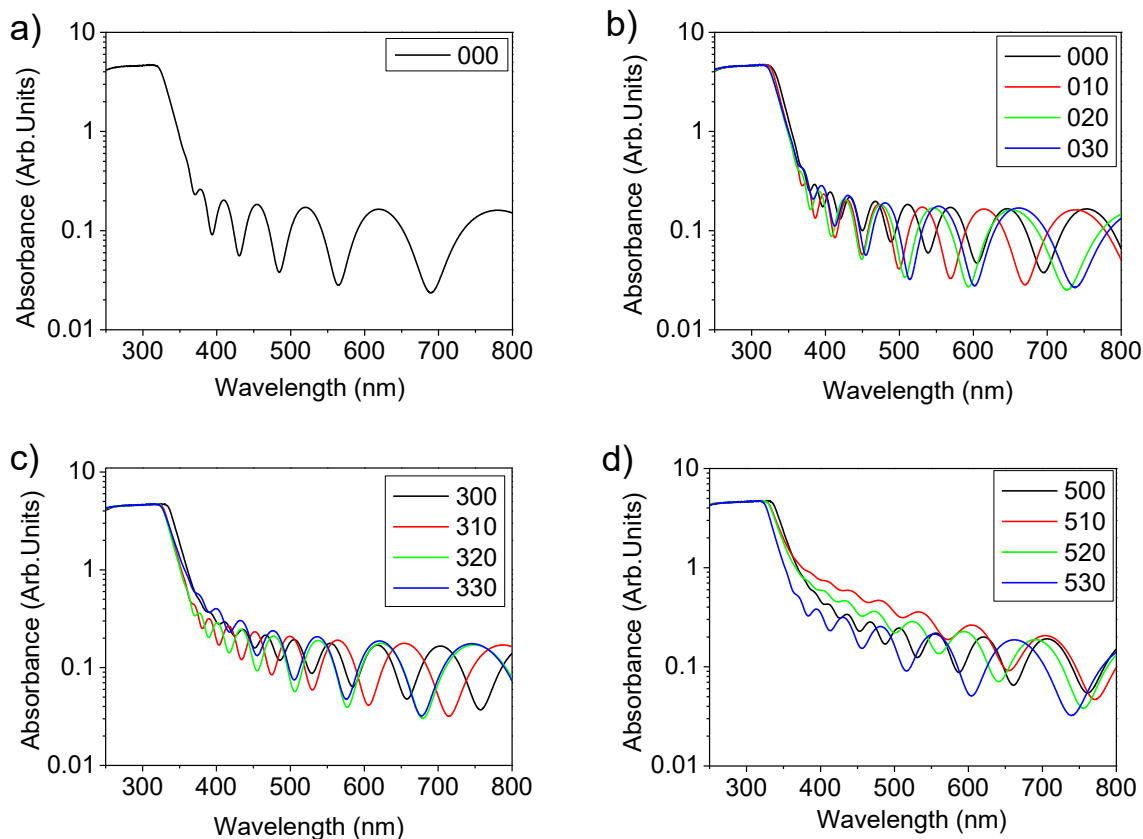 a)
10
1
0.1
0.01
Absorbance (Arb.Units)
000
300 400 500 600 700 800
Wavelength (nm)
b)
10
1
0.1
0.01
Absorbance (Arb.Units)
000
010
020
030
300 400 500 600 700 800
Wavelength (nm)
c)
10
1
0.1
0.01
Absorbance (Arb.Units)
300
310
320
330
300 400 500 600 700 800
Wavelength (nm)
d)
10
1
0.1
0.01
Absorbance (Arb.Units)
500
510
520
530
300 400 500 600 700 800
Wavelength (nm)